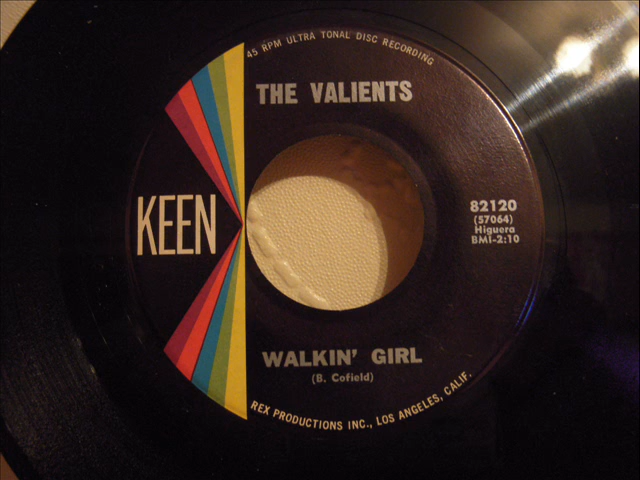 45 RPM ULTRA TONAL DISC RECORDING
THE VALIENTS
KEEN
82120
(57064)
Higuera
BMI-2:10
WALKIN' GIRL
(B. Cofield)
REX PRODUCTIONS INC., LOS ANGELES, CALIF.